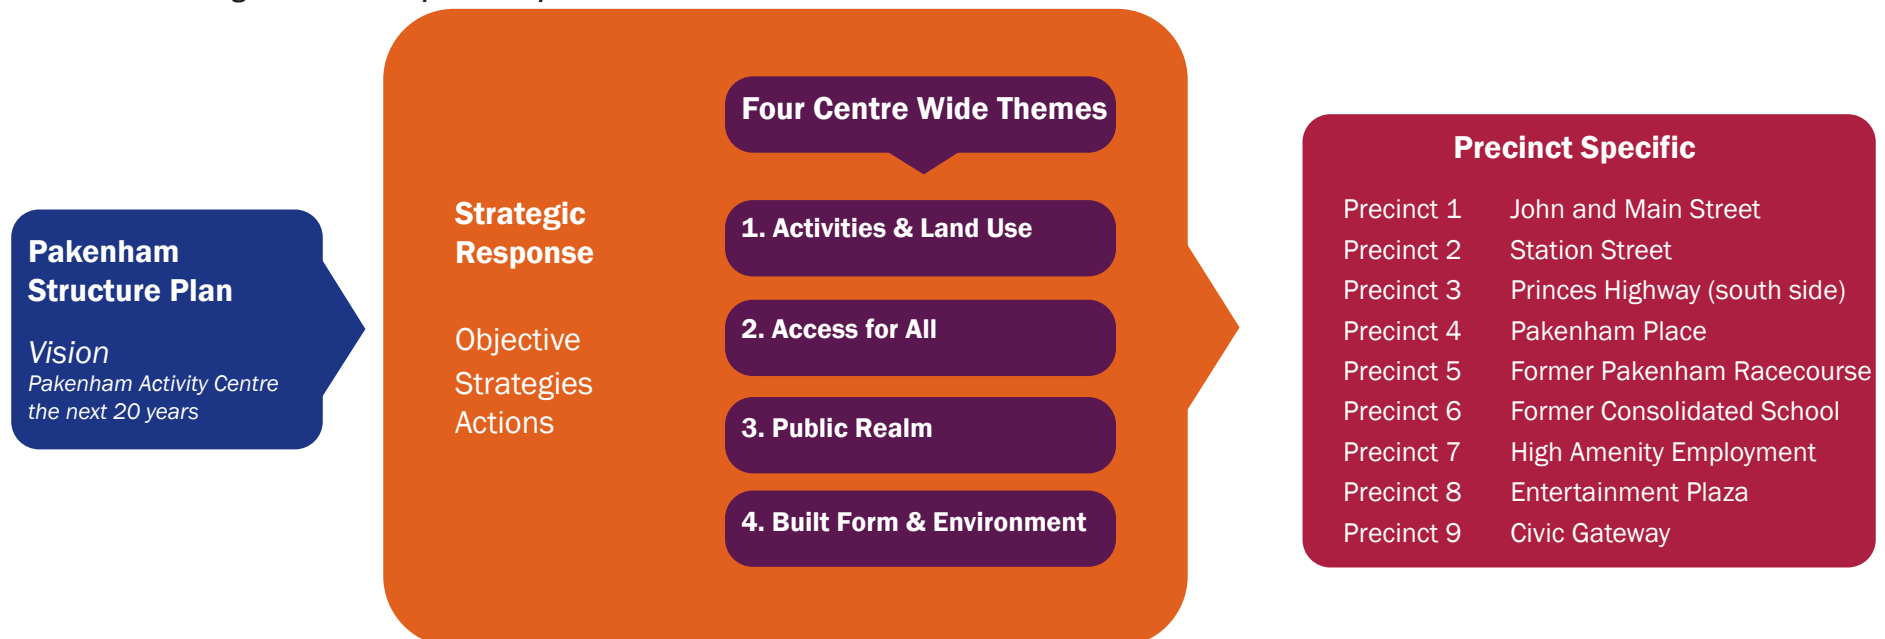 Pakenham
Structure Plan
Vision
Pakenham Activity Centre
the next 20 years
Strategic
Response
Objective
Strategies
Actions
Four Centre Wide Themes
1. Activities & Land Use
2. Access for All
3. Public Realm
4. Built Form & Environment
Precinct Specific
Precinct 1 John and Main Street
Precinct 2 Station Street
Precinct 3 Princes Highway (south side)
Precinct 4 Pakenham Place
Precinct 5 Former Pakenham Racecourse
Precinct 6 Former Consolidated School
Precinct 7 High Amenity Employment
Precinct 8 Entertainment Plaza
Precinct 9 Civic Gateway